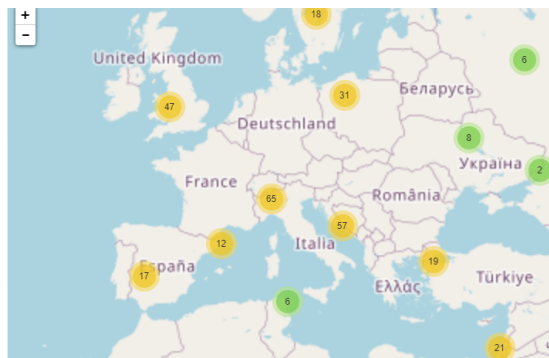 +
18
−
United Kingdom
6
31
Беларусь
47
Deutschland
8
Україна
2
France
65
România
57
12
Italia
19
España
17
Türkiye
Ελλάς
6
21